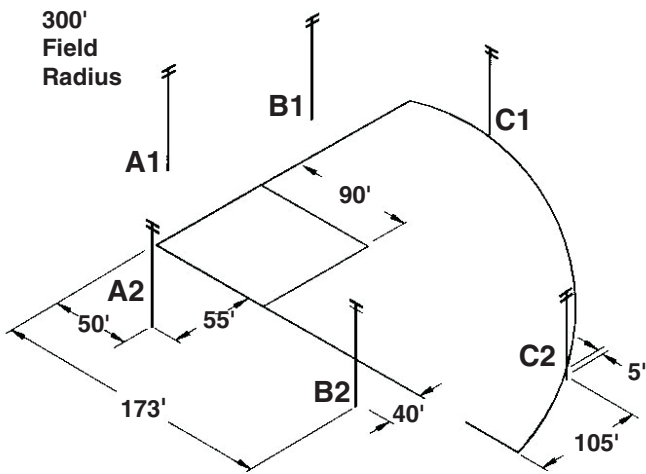 300'
Field
Radius
B1
C1
A1
90'
A2
50'
55'
C2
5'
173'
B2
40'
105'